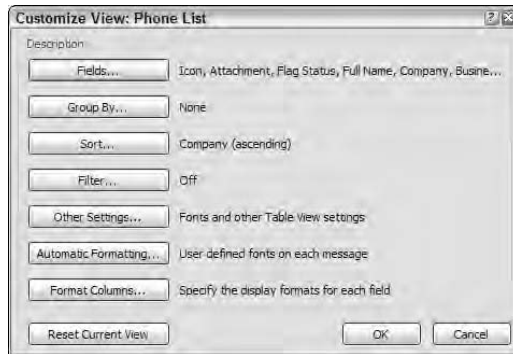 Customize View: Phone List
Description
Fields... Icon, Attachment, Flag Status, Full Name, Company, Busine...
Group By... None
Sort... Company (ascending)
Filter... Off
Other Settings... Fonts and other Table View settings
Automatic Formatting... User defined fonts on each message
Format Columns... Specify the display formats for each field
Reset Current View OK Cancel